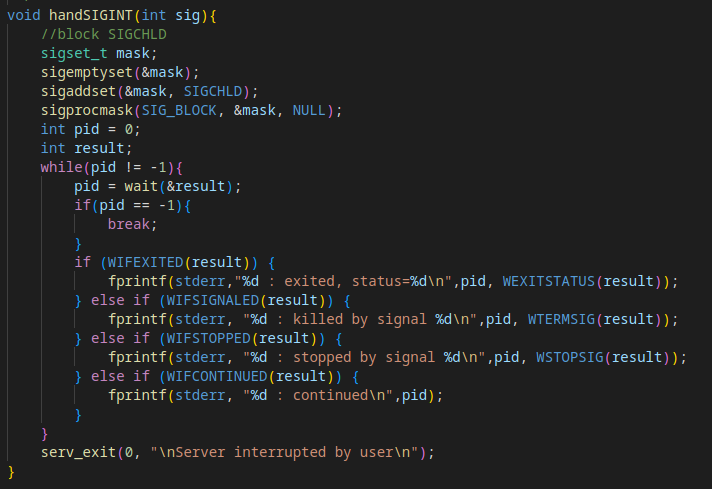 void handSIGINT(int sig){
    //block SIGCHLD
    sigset_t mask;
    sigemptyset(&mask);
    sigaddset(&mask, SIGCHLD);
    sigprocmask(SIG_BLOCK, &mask, NULL);
    int pid = 0;
    int result;
    while(pid != -1){
        pid = wait(&result);
        if(pid == -1){
            break;
        }
        if (WIFEXITED(result)) {
            fprintf(stderr,"%d : exited, status=%d\n",pid, WEXITSTATUS(result));
        } else if (WIFSIGNALED(result)) {
            fprintf(stderr, "%d : killed by signal %d\n",pid, WTERMSIG(result));
        } else if (WIFSTOPPED(result)) {
            fprintf(stderr, "%d : stopped by signal %d\n",pid, WSTOPSIG(result));
        } else if (WIFCONTINUED(result)) {
            fprintf(stderr, "%d : continued\n",pid);
        }
    }
    serv_exit(0, "\nServer interrupted by user\n");
}